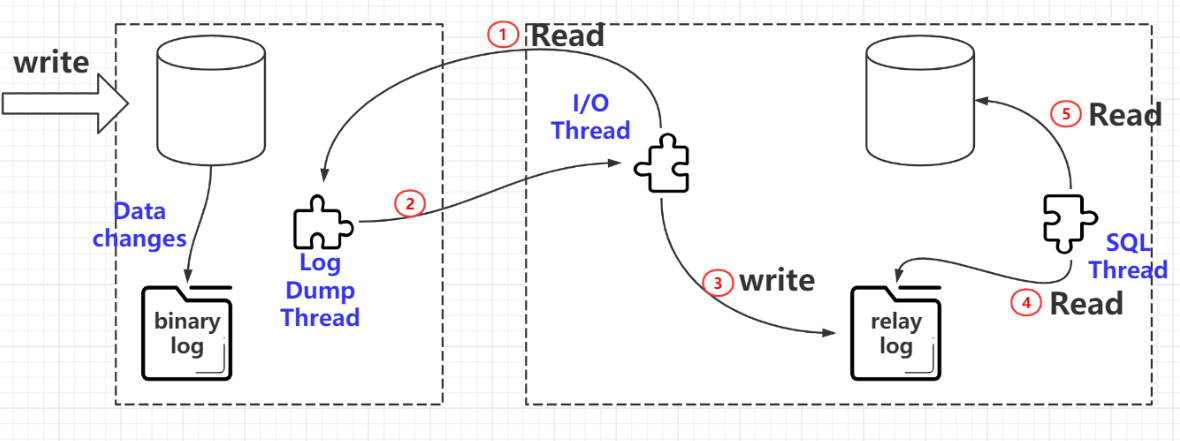 write
Data
changes
binary
log
Log
Dump
Thread
1 Read
2
I/O
Thread
3 write
relay
log
4 Read
SQL
Thread
5 Read